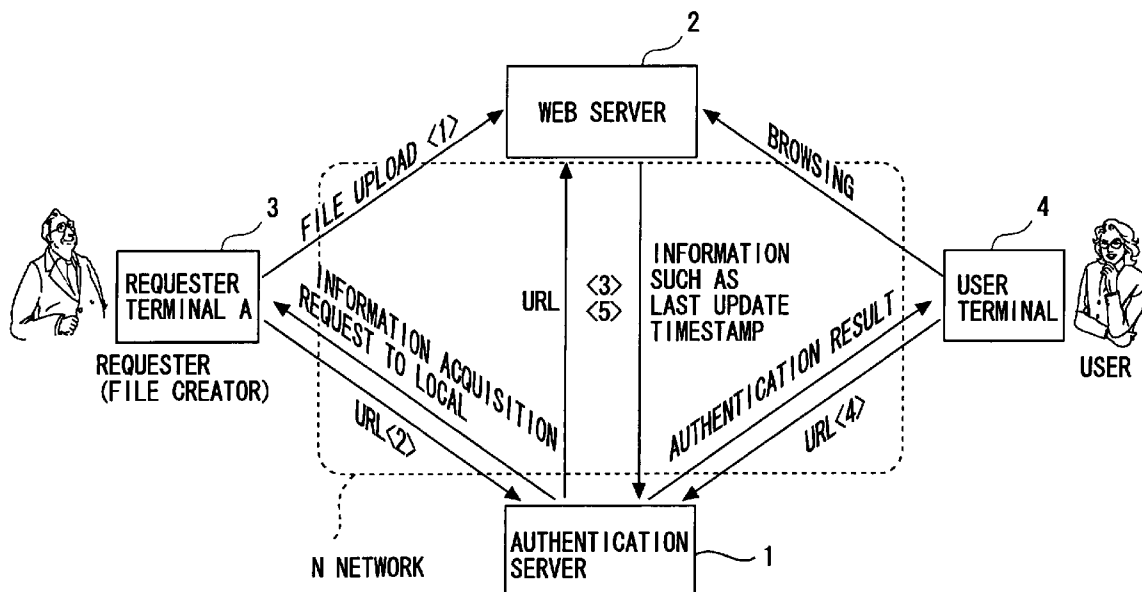 2
WEB SERVER
FILE UPLOAD <1>
BROWSING
3
REQUESTER
TERMINAL A
REQUESTER
(FILE CREATOR)
INFORMATION ACQUISITION
REQUEST TO LOCAL
URL<2>
URL
<3>
<5>
INFORMATION
SUCH AS
LAST UPDATE
TIMESTAMP
4
USER
TERMINAL
USER
AUTHENTICATION RESULT
URL<4>
N NETWORK
AUTHENTICATION
SERVER
1